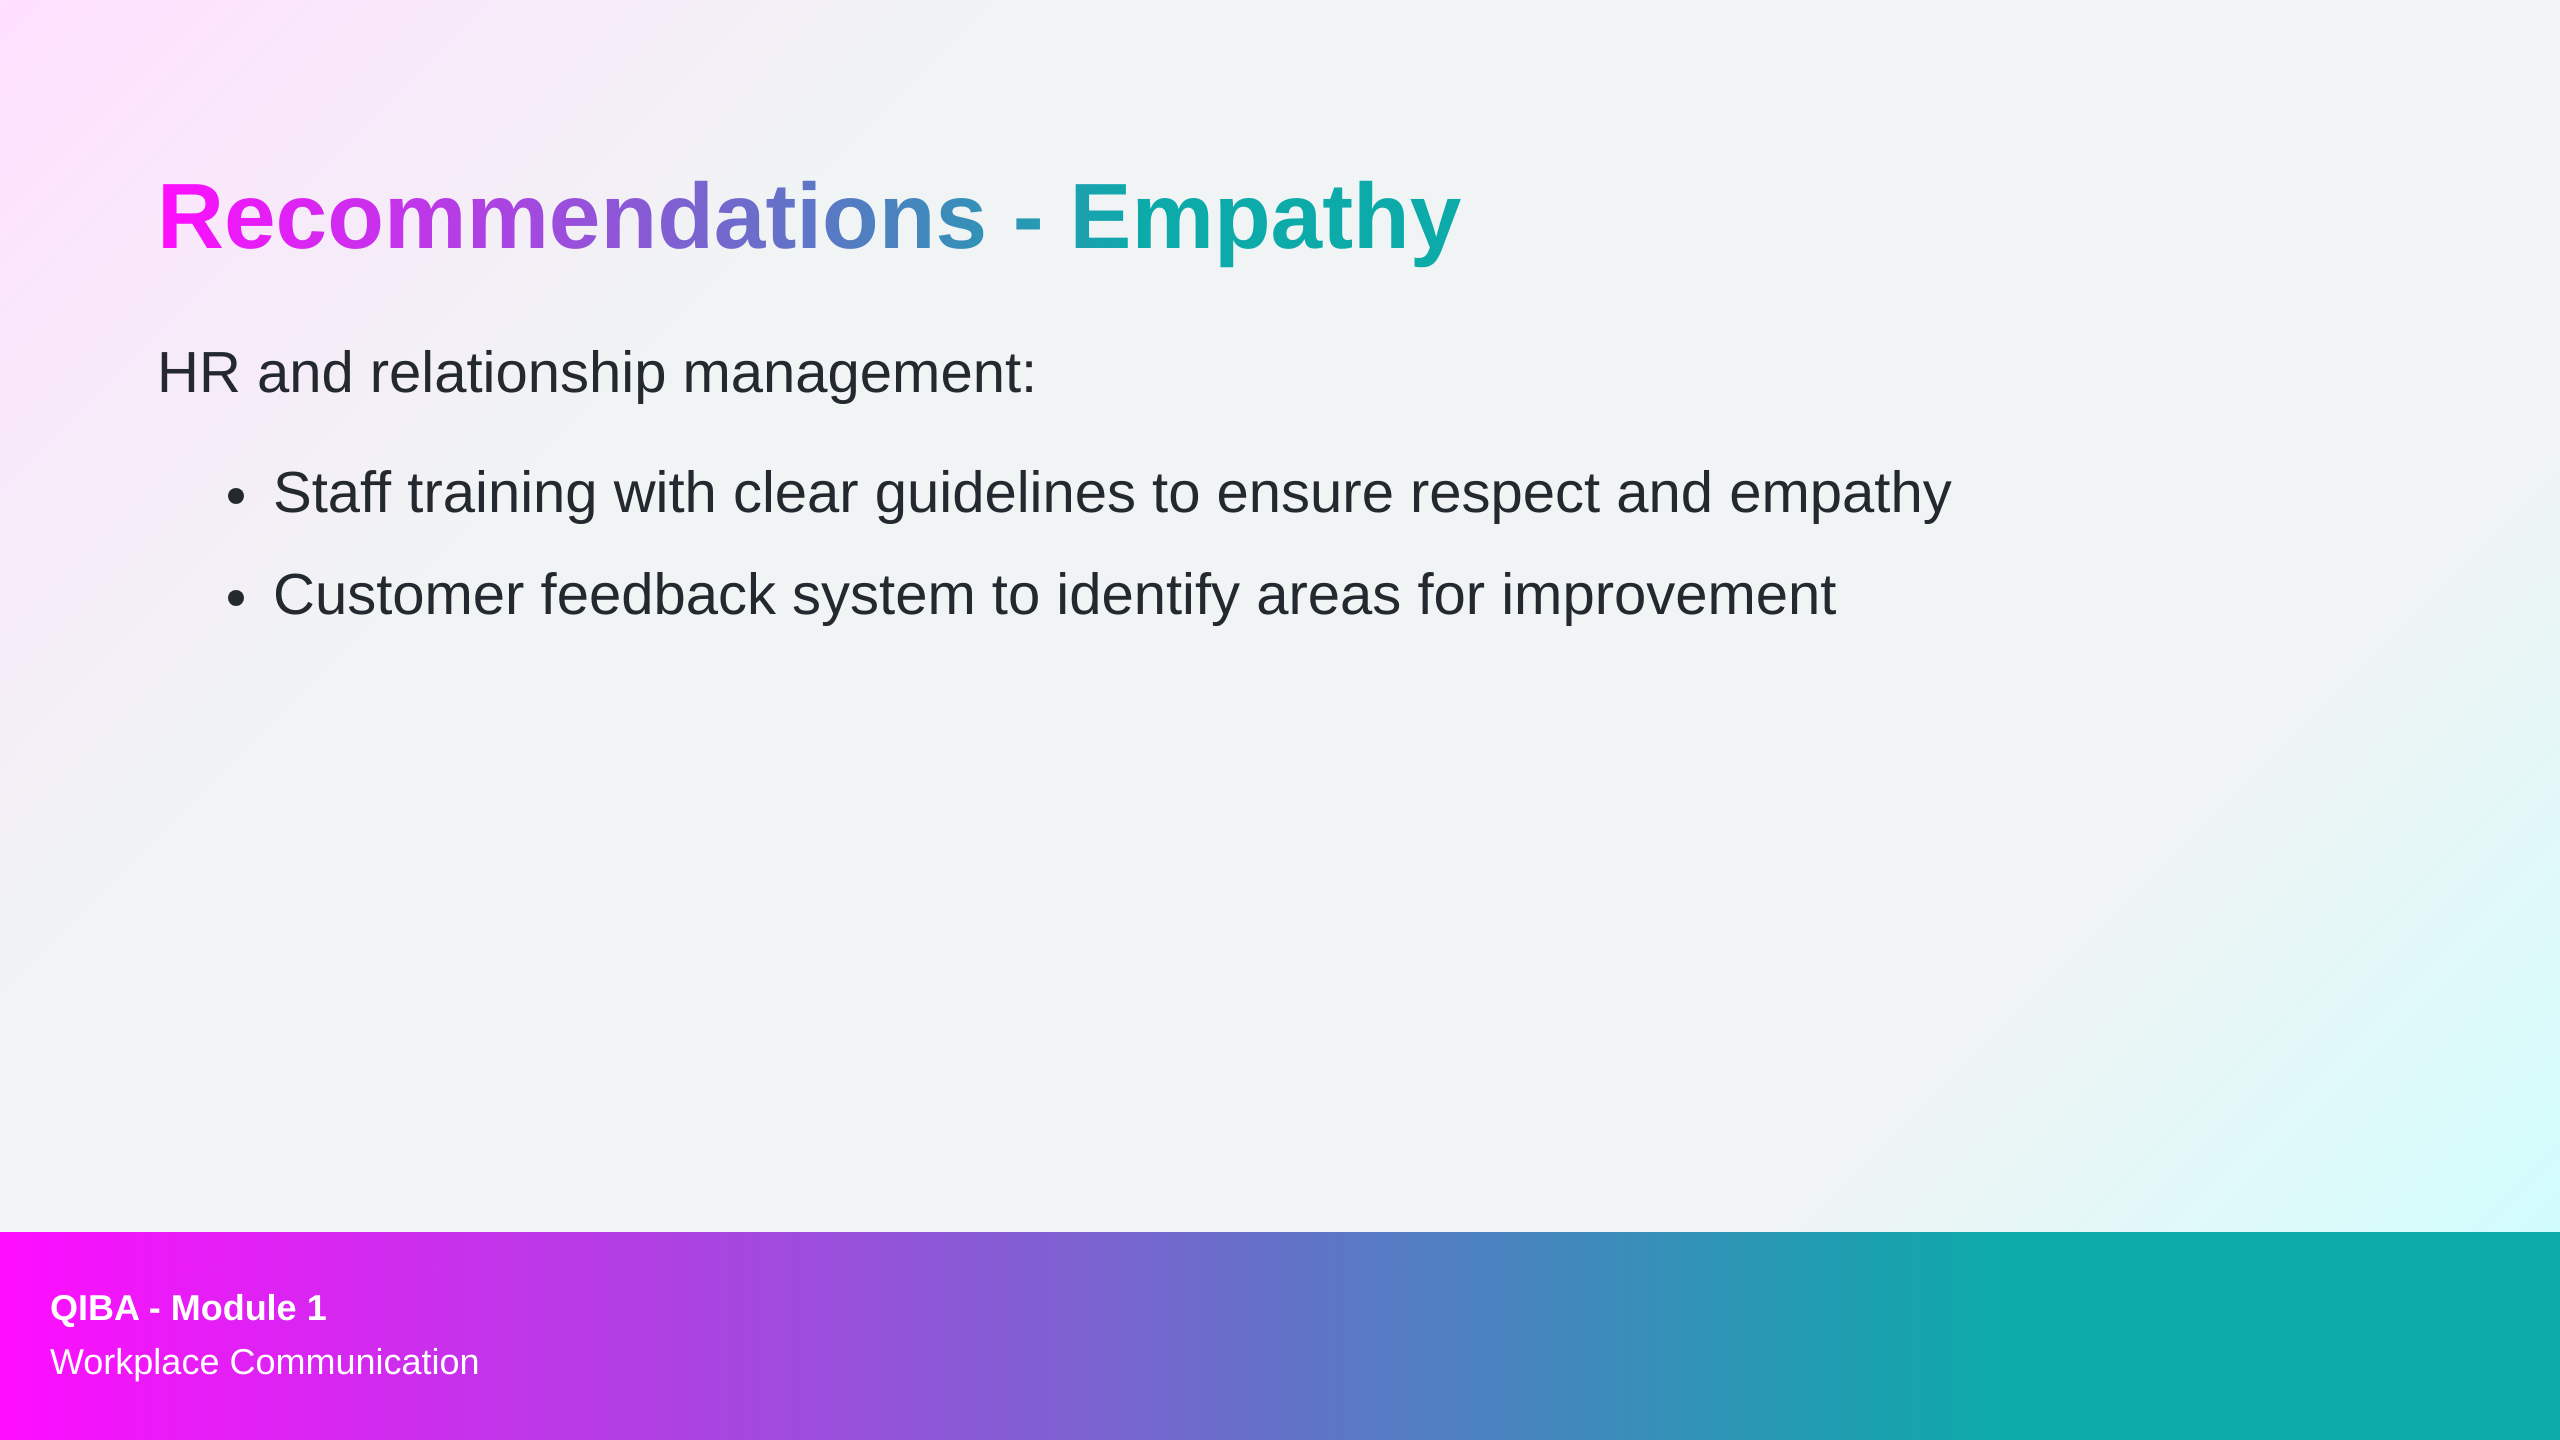 Recommendations - Empathy
HR and relationship management:
• Staff training with clear guidelines to ensure respect and empathy
• Customer feedback system to identify areas for improvement
QIBA - Module 1
Workplace Communication